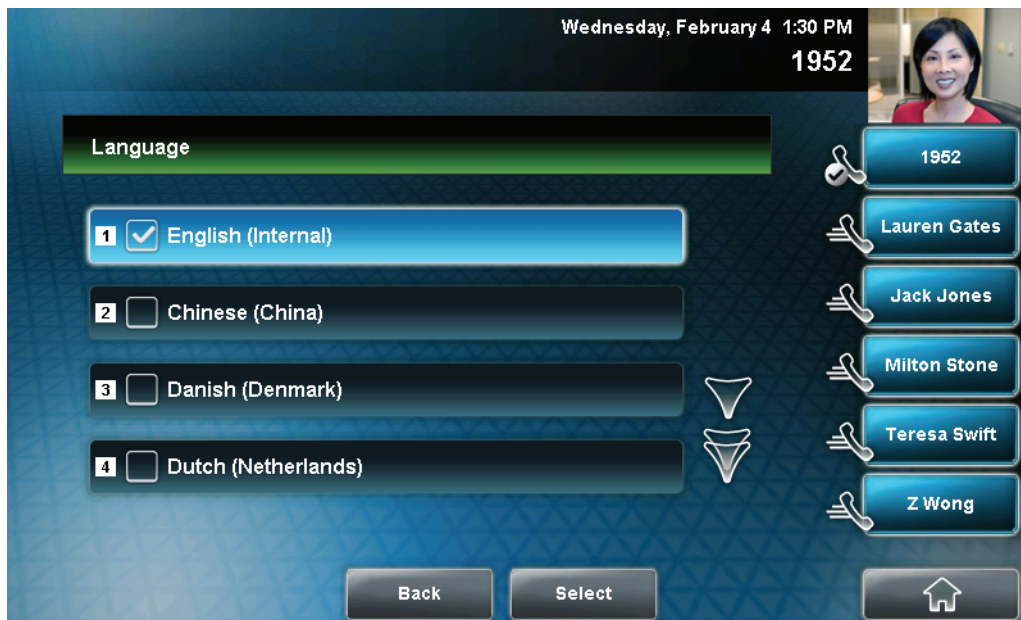 Wednesday, February 4 1:30 PM
1952
Language
1 English (Internal)
2 Chinese (China)
3 Danish (Denmark)
4 Dutch (Netherlands)
1952
Lauren Gates
Jack Jones
Milton Stone
Teresa Swift
Z Wong
Back
Select